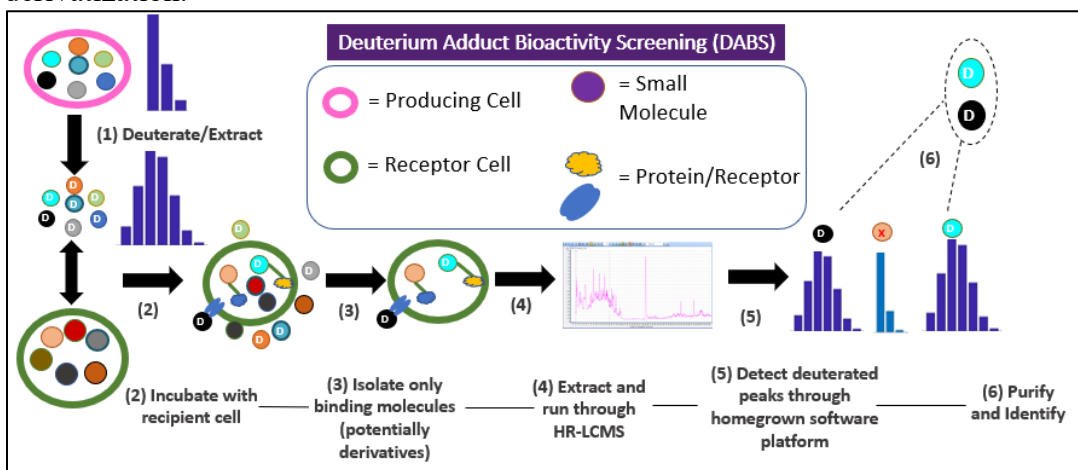 Deuterium Adduct Bioactivity Screening (DABS)
= Producing Cell
= Small
Molecule
= Receptor Cell
= Protein/Receptor
(1) Deuterate/Extract
D
D
D
D
D
D
D
(2)
D
D
D
D
D
D
(3)
D
D
(4)
(5)
D
X
D
(6)
D
D
(2) Incubate with
recipient cell
(3) Isolate only
binding molecules
(potentially
derivatives)
(4) Extract and
run through
HR-LCMS
(5) Detect deuterated
peaks through
homegrown software
platform
(6) Purify
and Identify